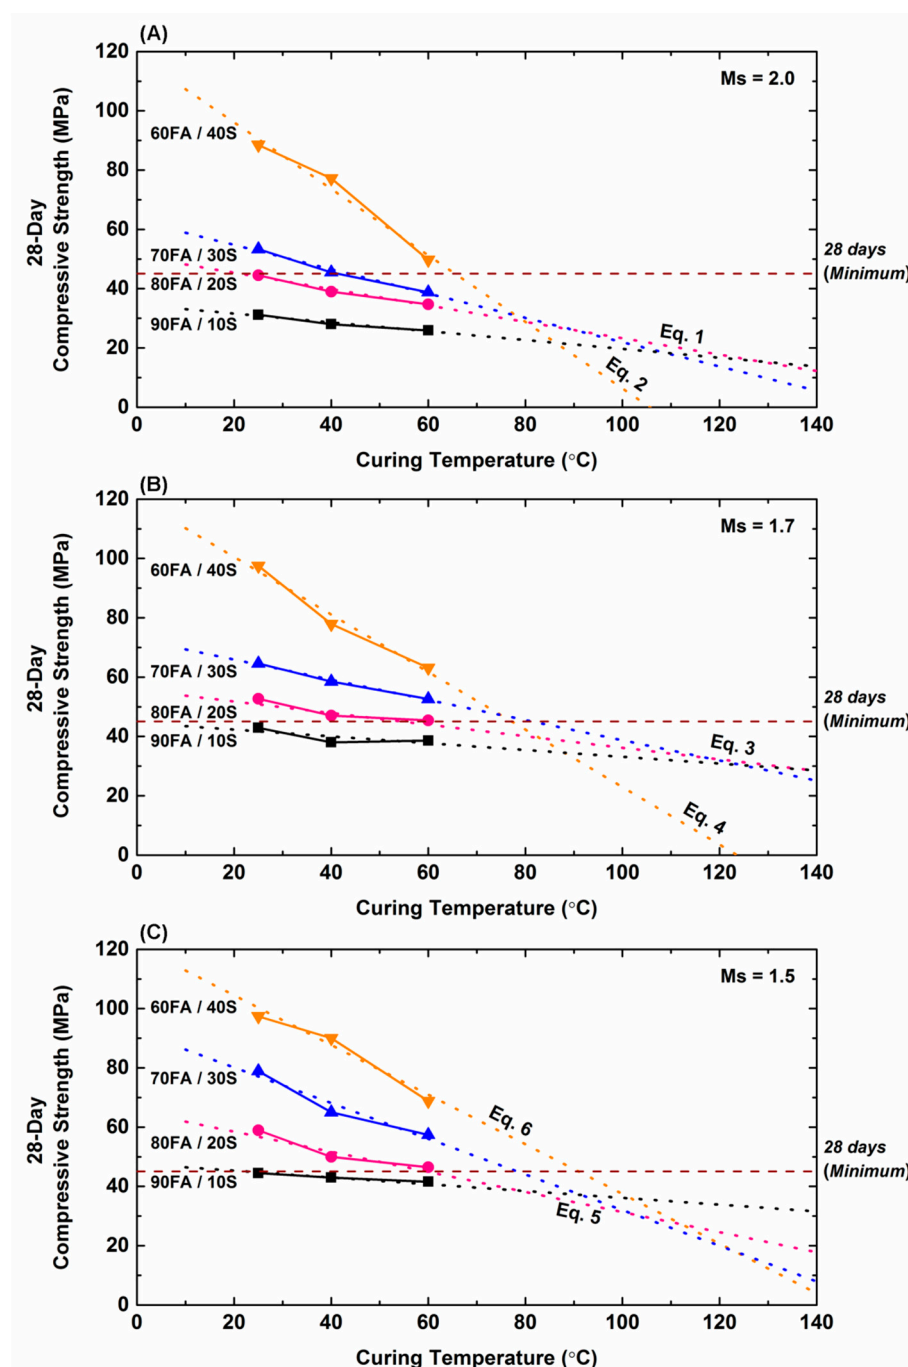 (A)
120
100
80
60
40
20
0
28-Day
Compressive Strength (MPa)
Ms = 2.0
60FA / 40S
70FA / 30S
80FA / 20S
90FA / 10S
28 days
(Minimum)
Eq. 1
Eq. 2
0 20 40 60 80 100 120 140
Curing Temperature (°C)
(B)
120
100
80
60
40
20
0
28-Day
Compressive Strength (MPa)
Ms = 1.7
60FA / 40S
70FA / 30S
80FA / 20S
90FA / 10S
28 days
(Minimum)
Eq. 3
Eq. 4
0 20 40 60 80 100 120 140
Curing Temperature (°C)
(C)
120
100
80
60
40
20
0
28-Day
Compressive Strength (MPa)
Ms = 1.5
60FA / 40S
70FA / 30S
80FA / 20S
90FA / 10S
Eq. 6
28 days
(Minimum)
Eq. 5
0 20 40 60 80 100 120 140
Curing Temperature (°C)